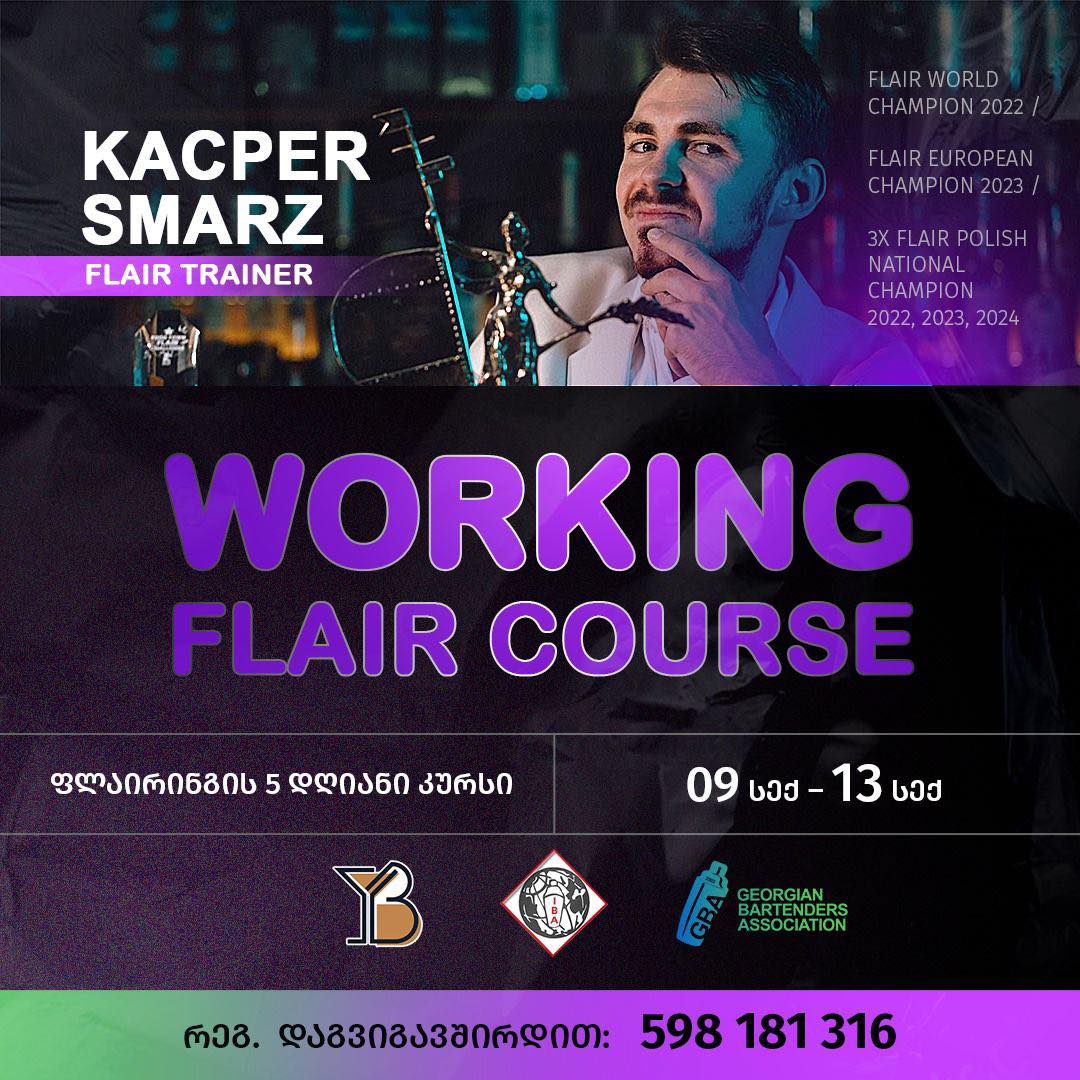 KACPER
SMARZ
FLAIR TRAINER
FLAIR WORLD
CHAMPION 2022 /
FLAIR EUROPEAN
CHAMPION 2023 /
3X FLAIR POLISH
NATIONAL
CHAMPION
2022, 2023, 2024
WORKING
FLAIR COURSE
ფლაირინგის 5 დღიანი კურსი
09 სექ – 13 სექ
B
IBA
GBA
GEORGIAN
BARTENDERS
ASSOCIATION
რეგ. დაგვიგავშირდით: 598 181 316